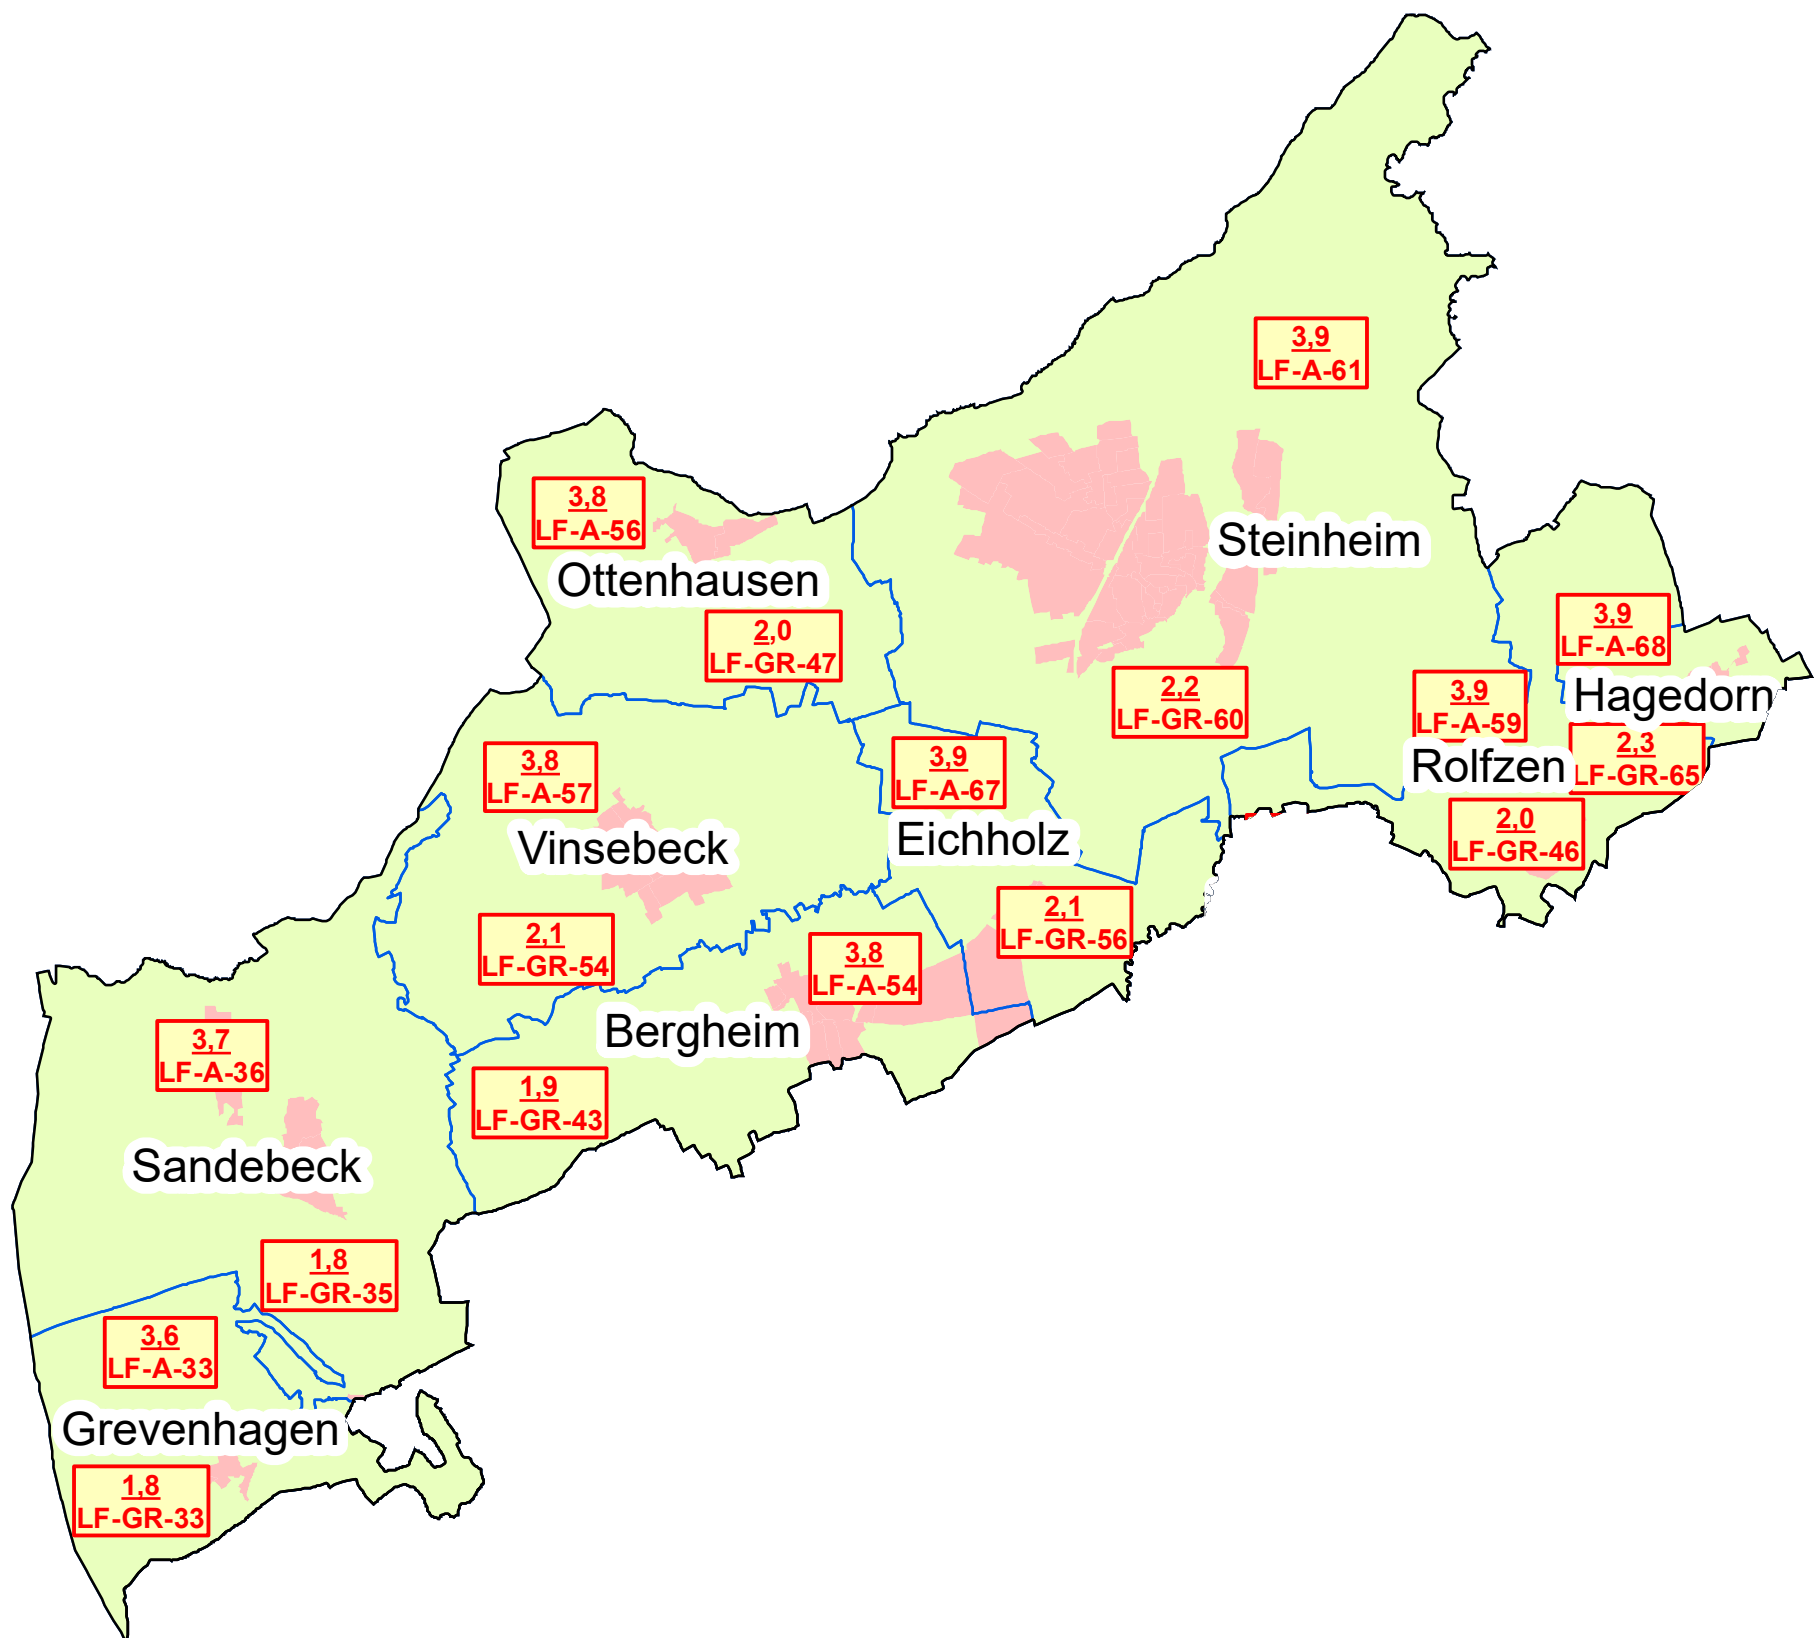 3,9
LF-A-61
3,8
LF-A-56
Steinheim
Ottenhausen
2,0
LF-GR-47
3,9
LF-A-68
2,2
LF-GR-60
3,9
LF-A-59
Hagedorn
2,3
LF-GR-65
Rolfzen
3,8
LF-A-57
3,9
LF-A-67
2,0
LF-GR-46
Vinsebeck
Eichholz
2,1
LF-GR-56
2,1
LF-GR-54
3,8
LF-A-54
Bergheim
3,7
LF-A-36
1,9
LF-GR-43
Sandebeck
1,8
LF-GR-35
3,6
LF-A-33
Grevenhagen
1,8
LF-GR-33